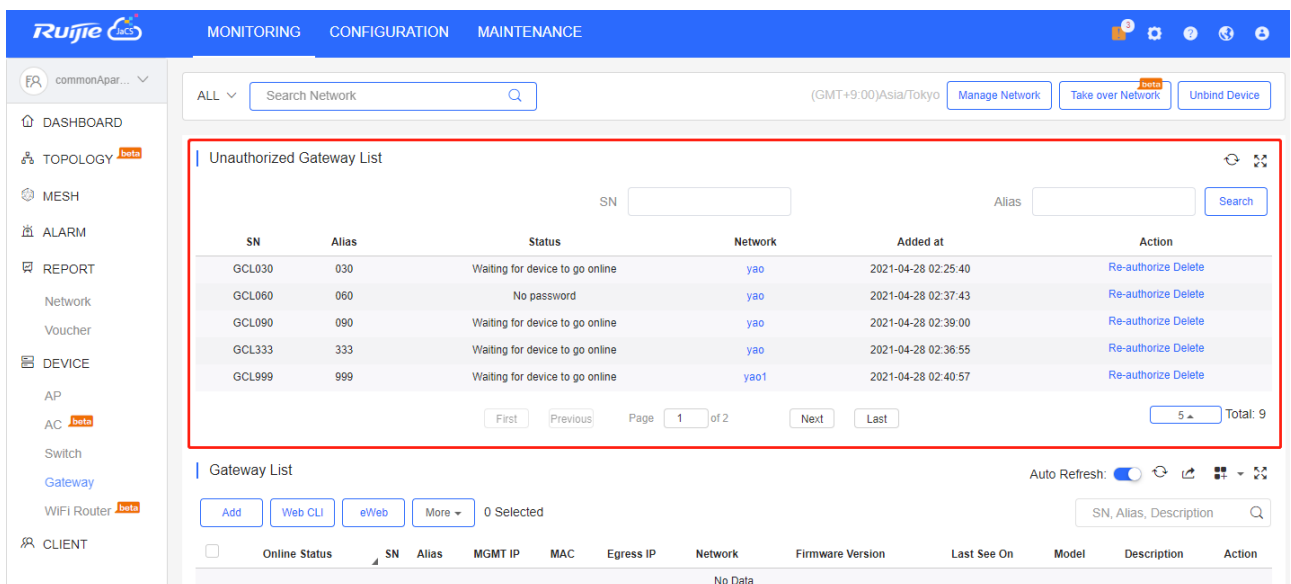 Ruijie JaCS MONITORING CONFIGURATION MAINTENANCE 3
commonApar...
ALL Search Network (GMT+9:00)Asia/Tokyo Manage Network Take over Network beta Unbind Device
DASHBOARD
TOPOLOGY beta
MESH
ALARM
REPORT
Network
Voucher
DEVICE
AP
AC beta
Switch
Gateway
WiFi Router beta
CLIENT
Unauthorized Gateway List
SN Alias Search
SN Alias Status Network Added at Action
GCL030 030 Waiting for device to go online yao 2021-04-28 02:25:40 Re-authorize Delete
GCL060 060 No password yao 2021-04-28 02:37:43 Re-authorize Delete
GCL090 090 Waiting for device to go online yao 2021-04-28 02:39:00 Re-authorize Delete
GCL333 333 Waiting for device to go online yao 2021-04-28 02:36:55 Re-authorize Delete
GCL999 999 Waiting for device to go online yao1 2021-04-28 02:40:57 Re-authorize Delete
First Previous Page 1 of 2 Next Last 5 Total: 9
Gateway List Auto Refresh:
Add Web CLI eWeb More 0 Selected SN, Alias, Description
Online Status SN Alias MGMT IP MAC Egress IP Network Firmware Version Last See On Model Description Action
No Data